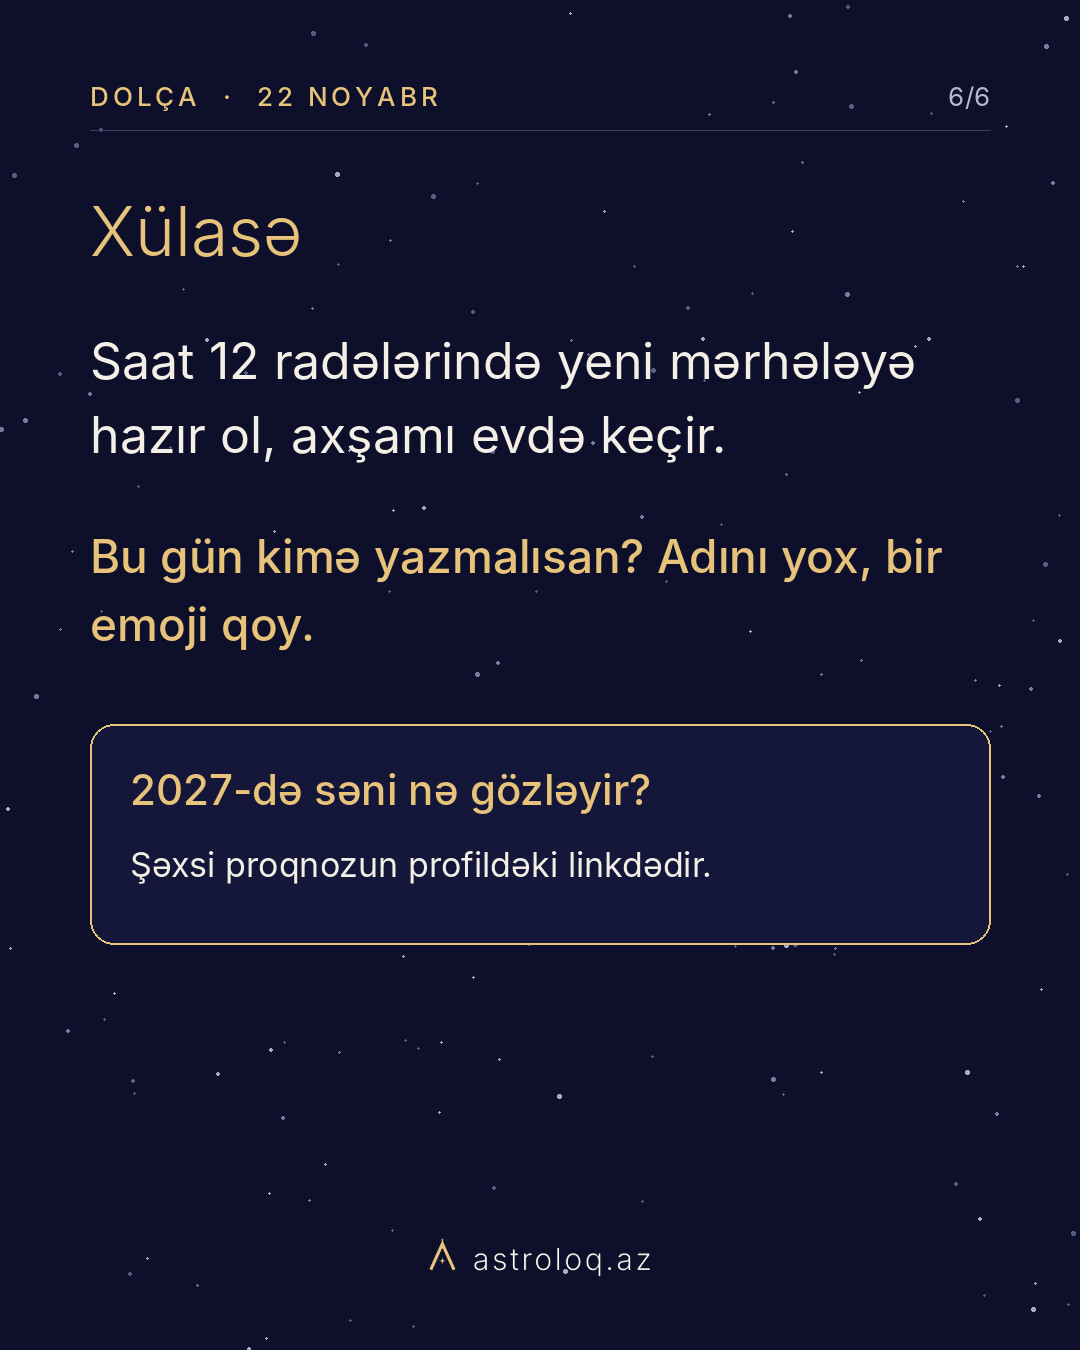 DOLÇA · 22 NOYABR
6/6
Xülasə
Saat 12 radələrində yeni mərhələyə
hazır ol, axşamı evdə keçir.
Bu gün kimə yazmalısan? Adını yox, bir
emoji qoy.
2027-də səni nə gözləyir?
Şəxsi proqnozun profildəki linkdədir.
astroloq.az